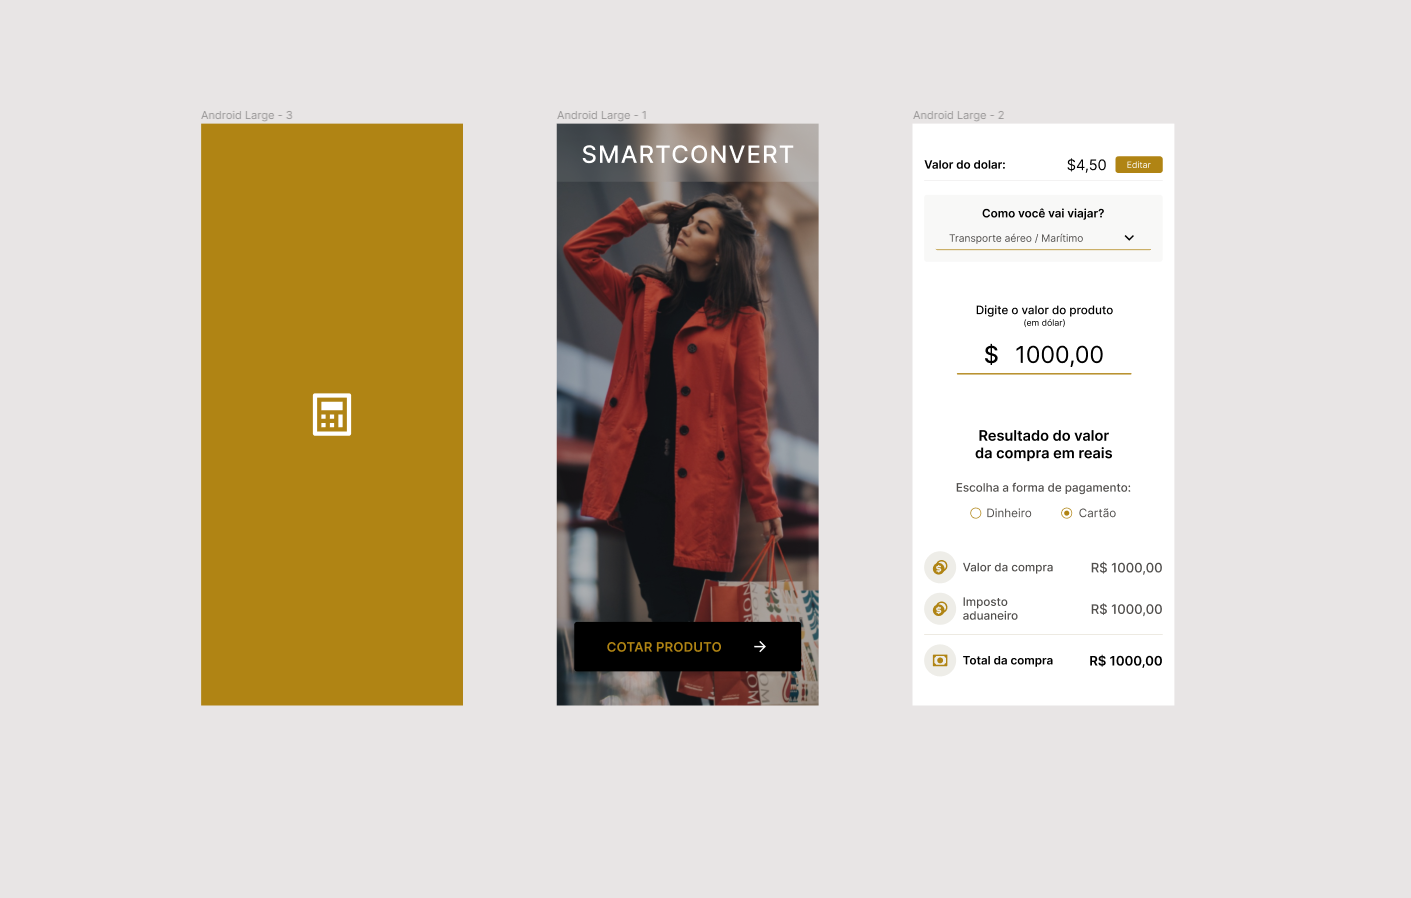 Android Large - 3
Android Large - 1
SMARTCONVERT
COTAR PRODUTO
Android Large - 2
Valor do dolar:
$4,50
Editar
Como você vai viajar?
Transporte aéreo / Marítimo
Digite o valor do produto
(em dólar)
$ 1000,00
Resultado do valor
da compra em reais
Escolha a forma de pagamento:
Dinheiro
Cartão
Valor da compra
R$ 1000,00
Imposto
aduaneiro
R$ 1000,00
Total da compra
R$ 1000,00